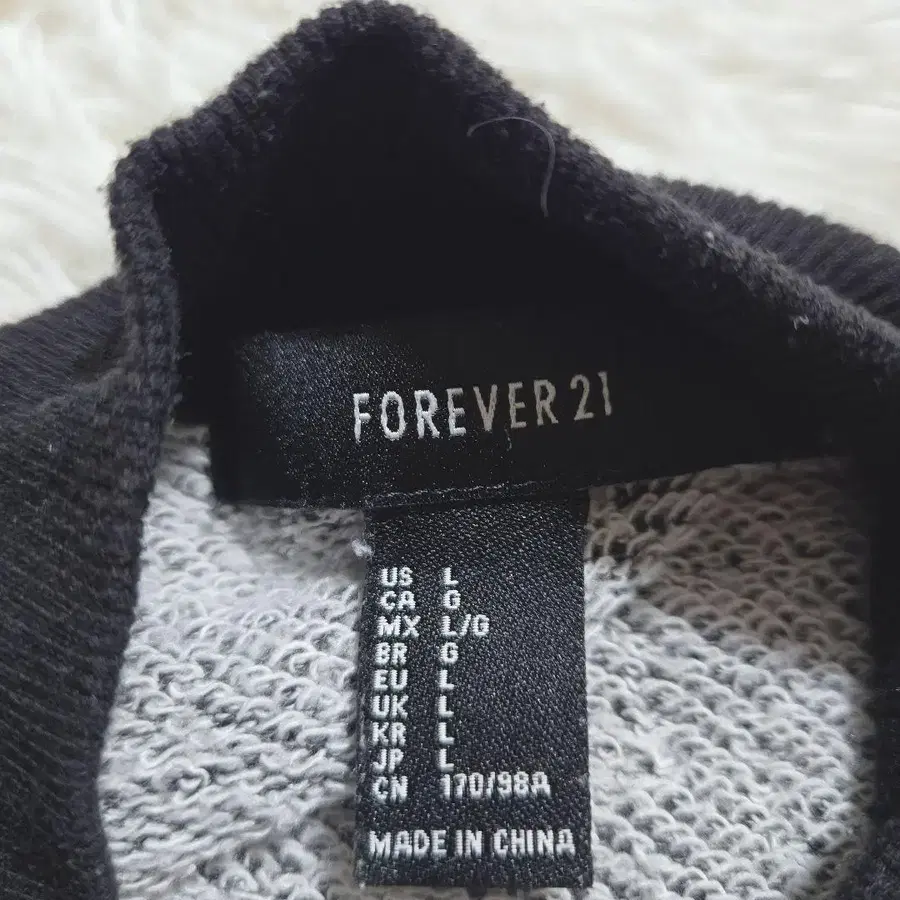 FOREVER 21
US L
CA G
MX L/G
BR G
EU L
UK L
KR L
JP L
CN 170/98A
MADE IN CHINA